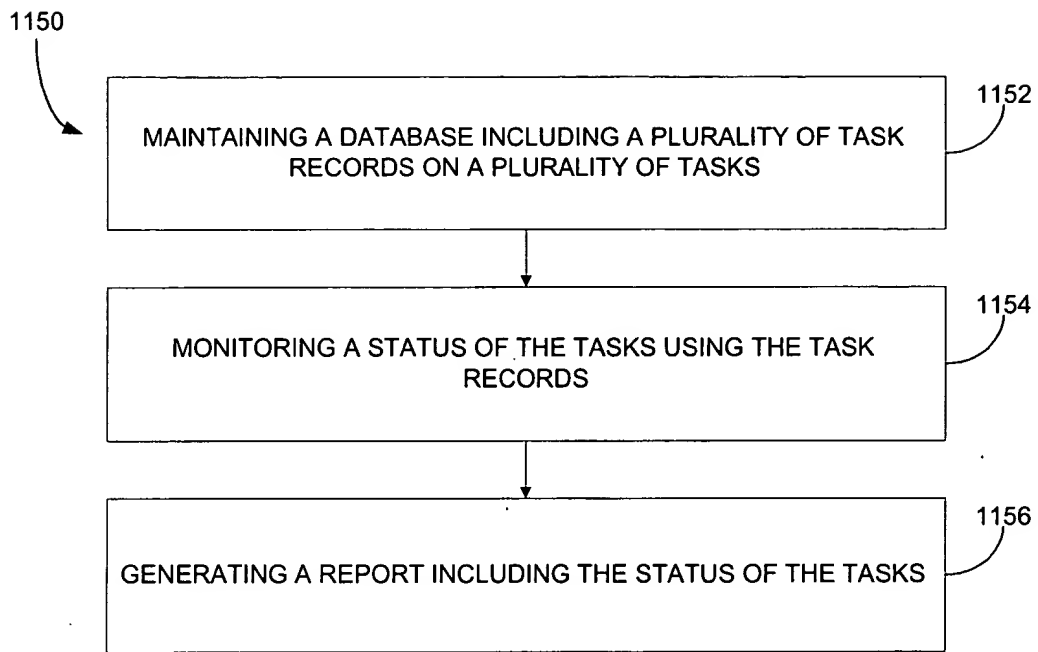 1150
1152
MAINTAINING A DATABASE INCLUDING A PLURALITY OF TASK
RECORDS ON A PLURALITY OF TASKS
1154
MONITORING A STATUS OF THE TASKS USING THE TASK
RECORDS
1156
GENERATING A REPORT INCLUDING THE STATUS OF THE TASKS